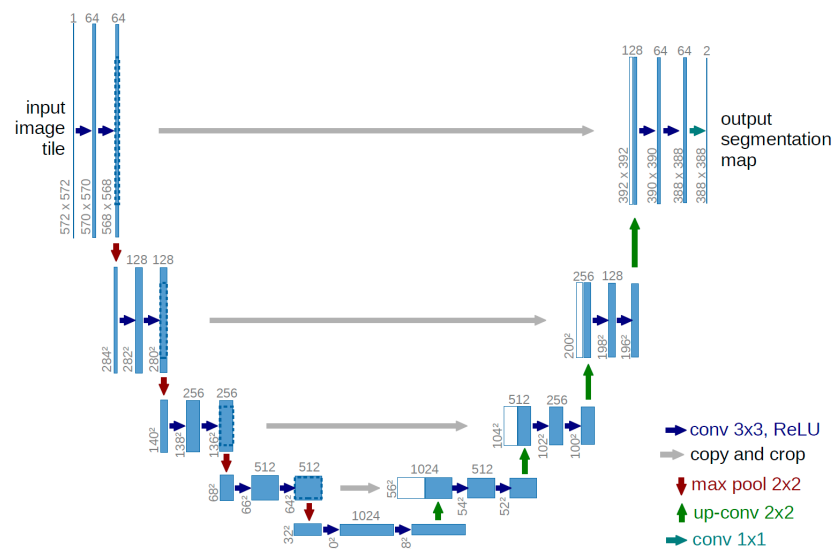 1 64 64
input
image
tile
572 x 572
570 x 570
568 x 568
128 64 64 2
output
segmentation
map
392 x 392
390 x 390
388 x 388
388 x 388
128 128
284²
282²
280²
256 128
200²
198²
196²
256 256
140²
138²
136²
512 256
104²
102²
100²
512 512
68²
66²
64²
1024 512
56²
54²
52²
1024
32²
0²
8²
conv 3x3, ReLU
copy and crop
max pool 2x2
up-conv 2x2
conv 1x1